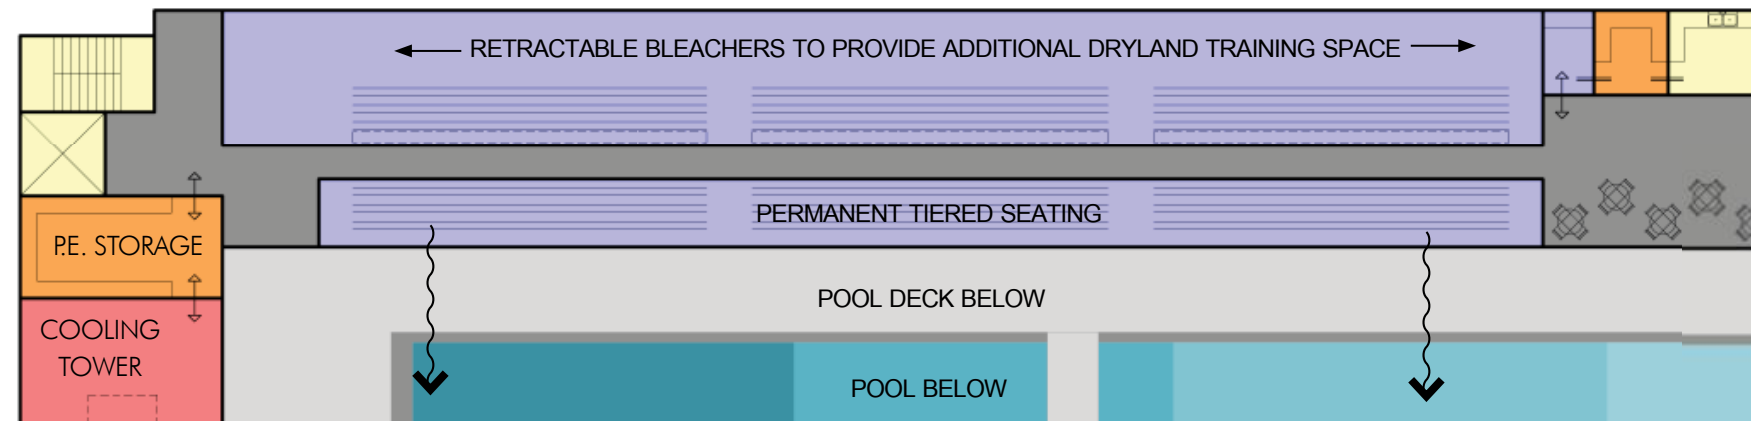 RETRACTABLE BLEACHERS TO PROVIDE ADDITIONAL DRYLAND TRAINING SPACE
PERMANENT TIERED SEATING
P.E. STORAGE
POOL DECK BELOW
COOLING
TOWER
POOL BELOW